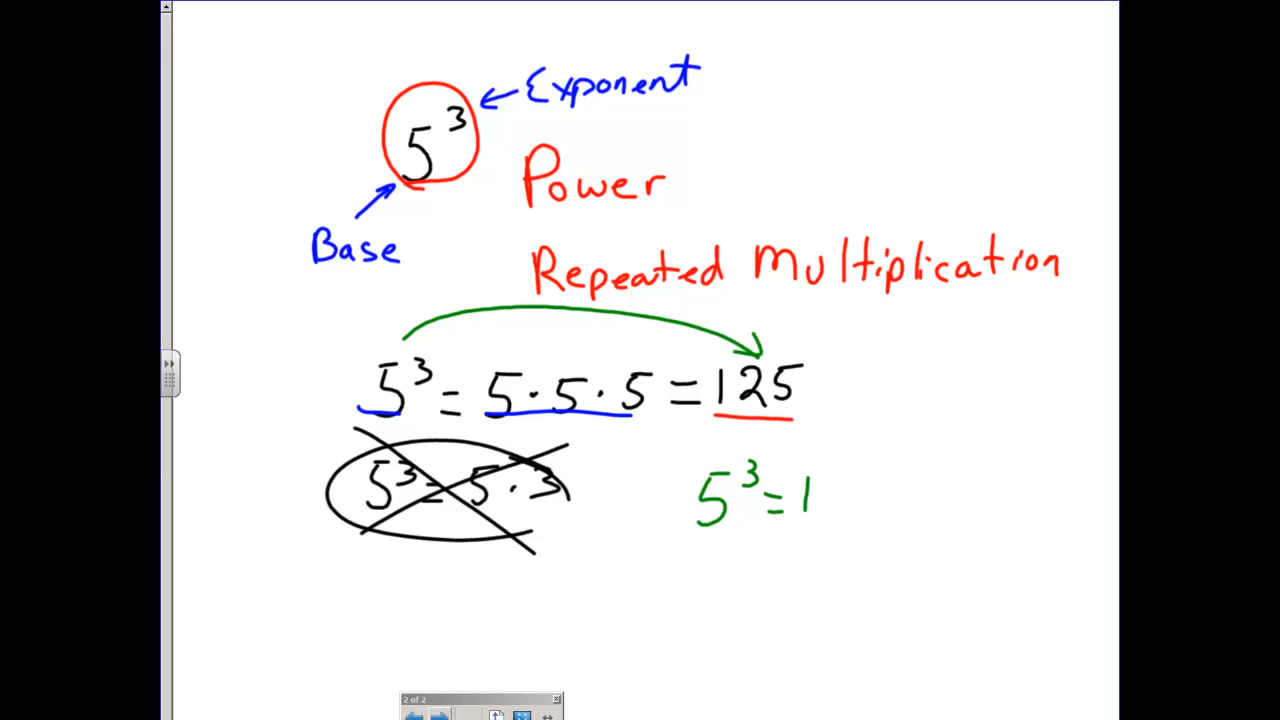 5³ ← Exponent
Power
Base
Repeated Multiplication
5³ = 5 · 5 · 5 = 125
5³ = 5 · 3
5³ = 1
2 of 2